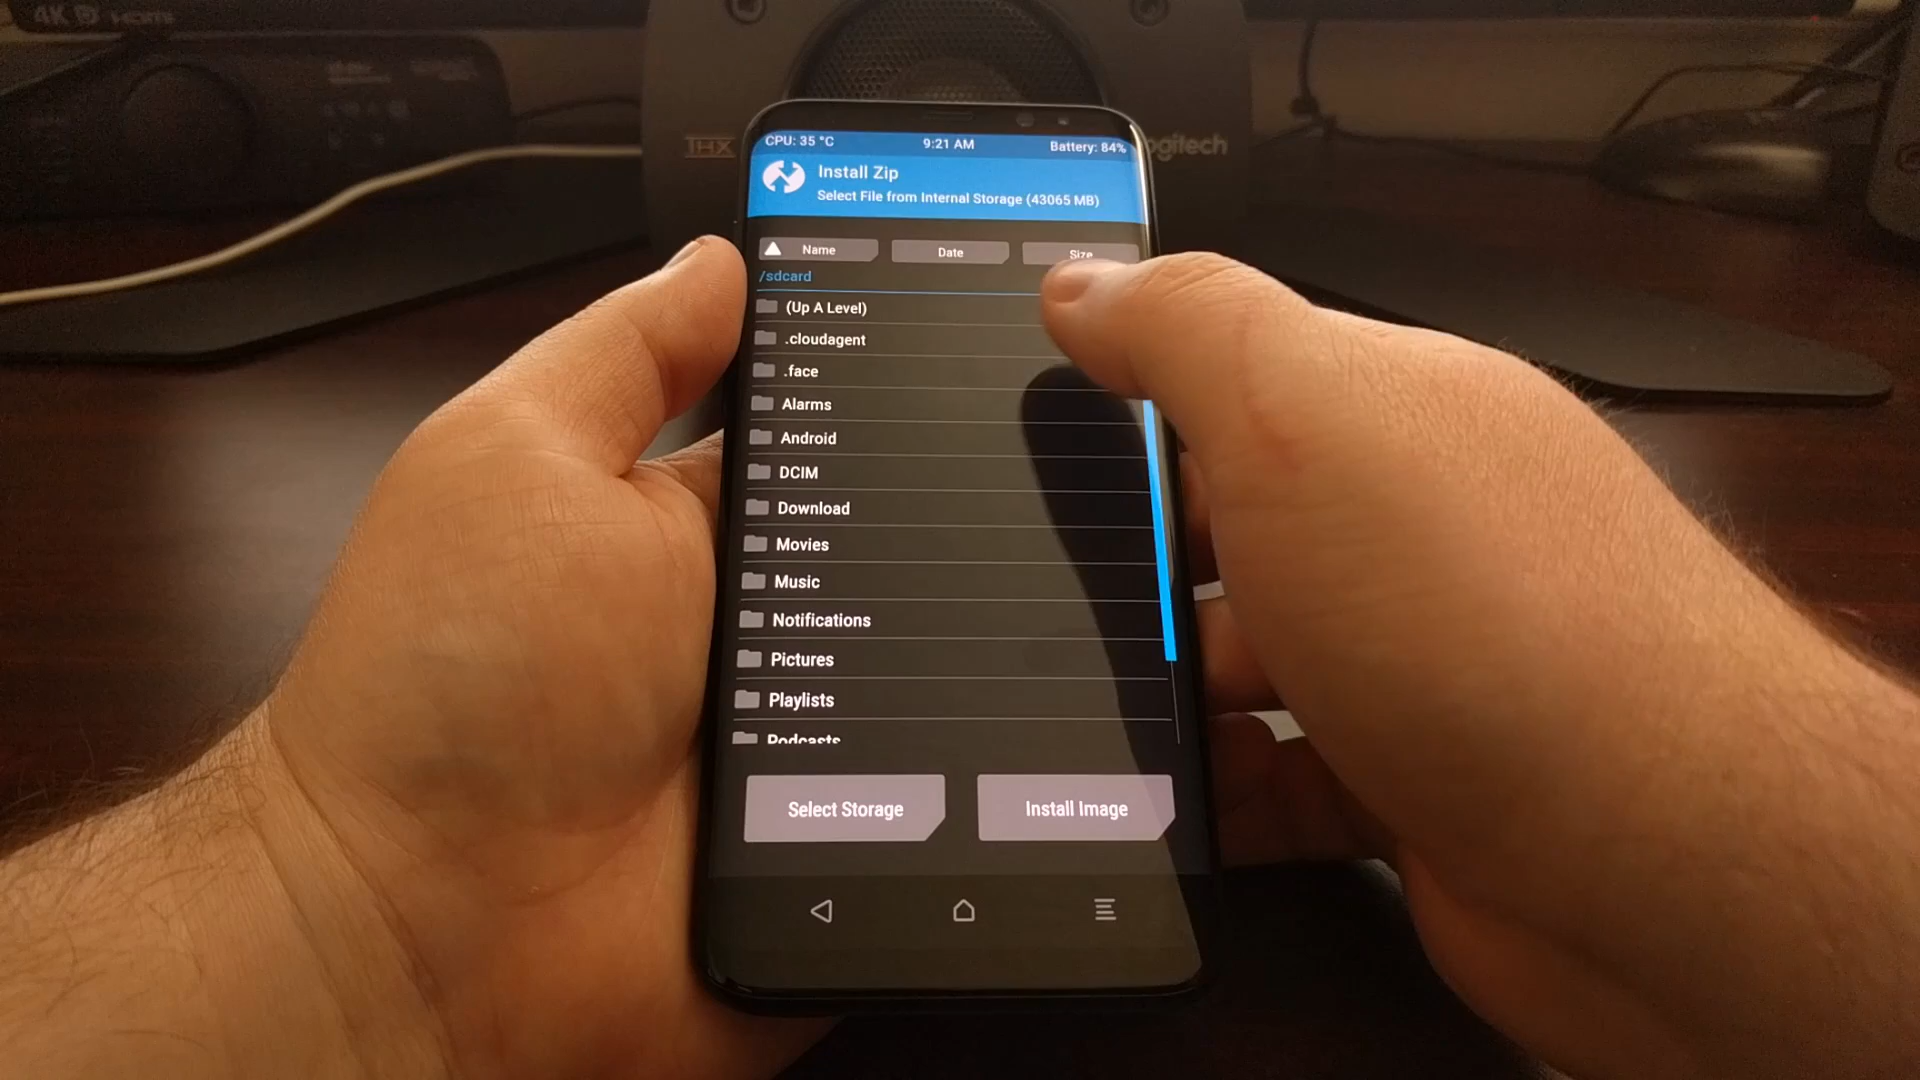 4K HDMI
THX
logitech
CPU: 35 °C 9:21 AM Battery: 84%
Install Zip
Select File from Internal Storage (43065 MB)
Name Date Size
/sdcard
(Up A Level)
.cloudagent
.face
Alarms
Android
DCIM
Download
Movies
Music
Notifications
Pictures
Playlists
Podcasts
Select Storage Install Image